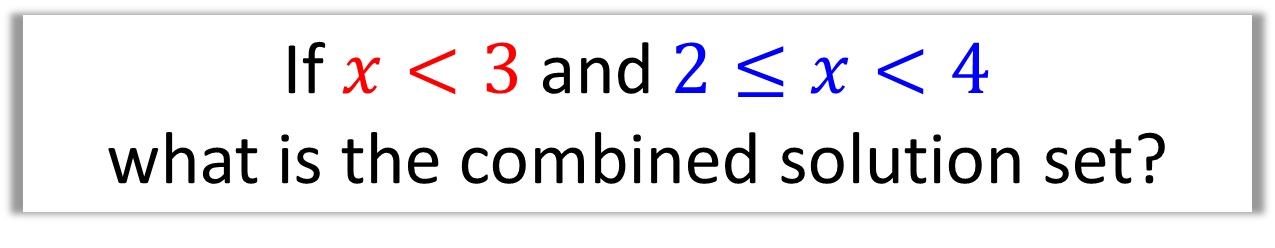 If x < 3 and 2 ≤ x < 4
what is the combined solution set?